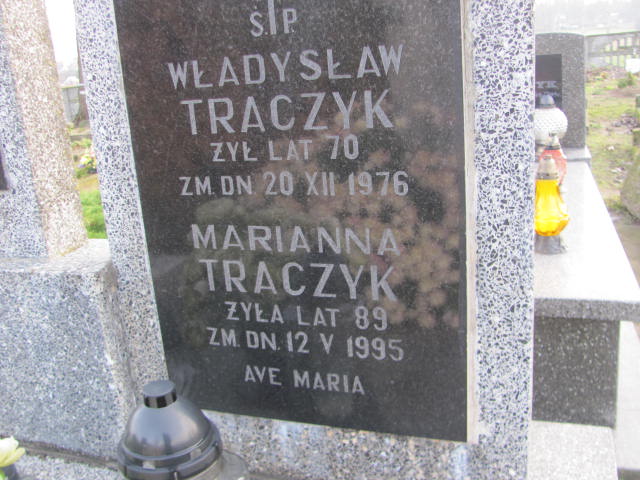 Ś.P.
WŁADYSŁAW
TRACZYK
ŻYŁ LAT 70
ZM. DN. 20 XII 1976
MARIANNA
TRACZYK
ŻYŁA LAT 89
ZM. DN. 12 V 1995
AVE MARIA